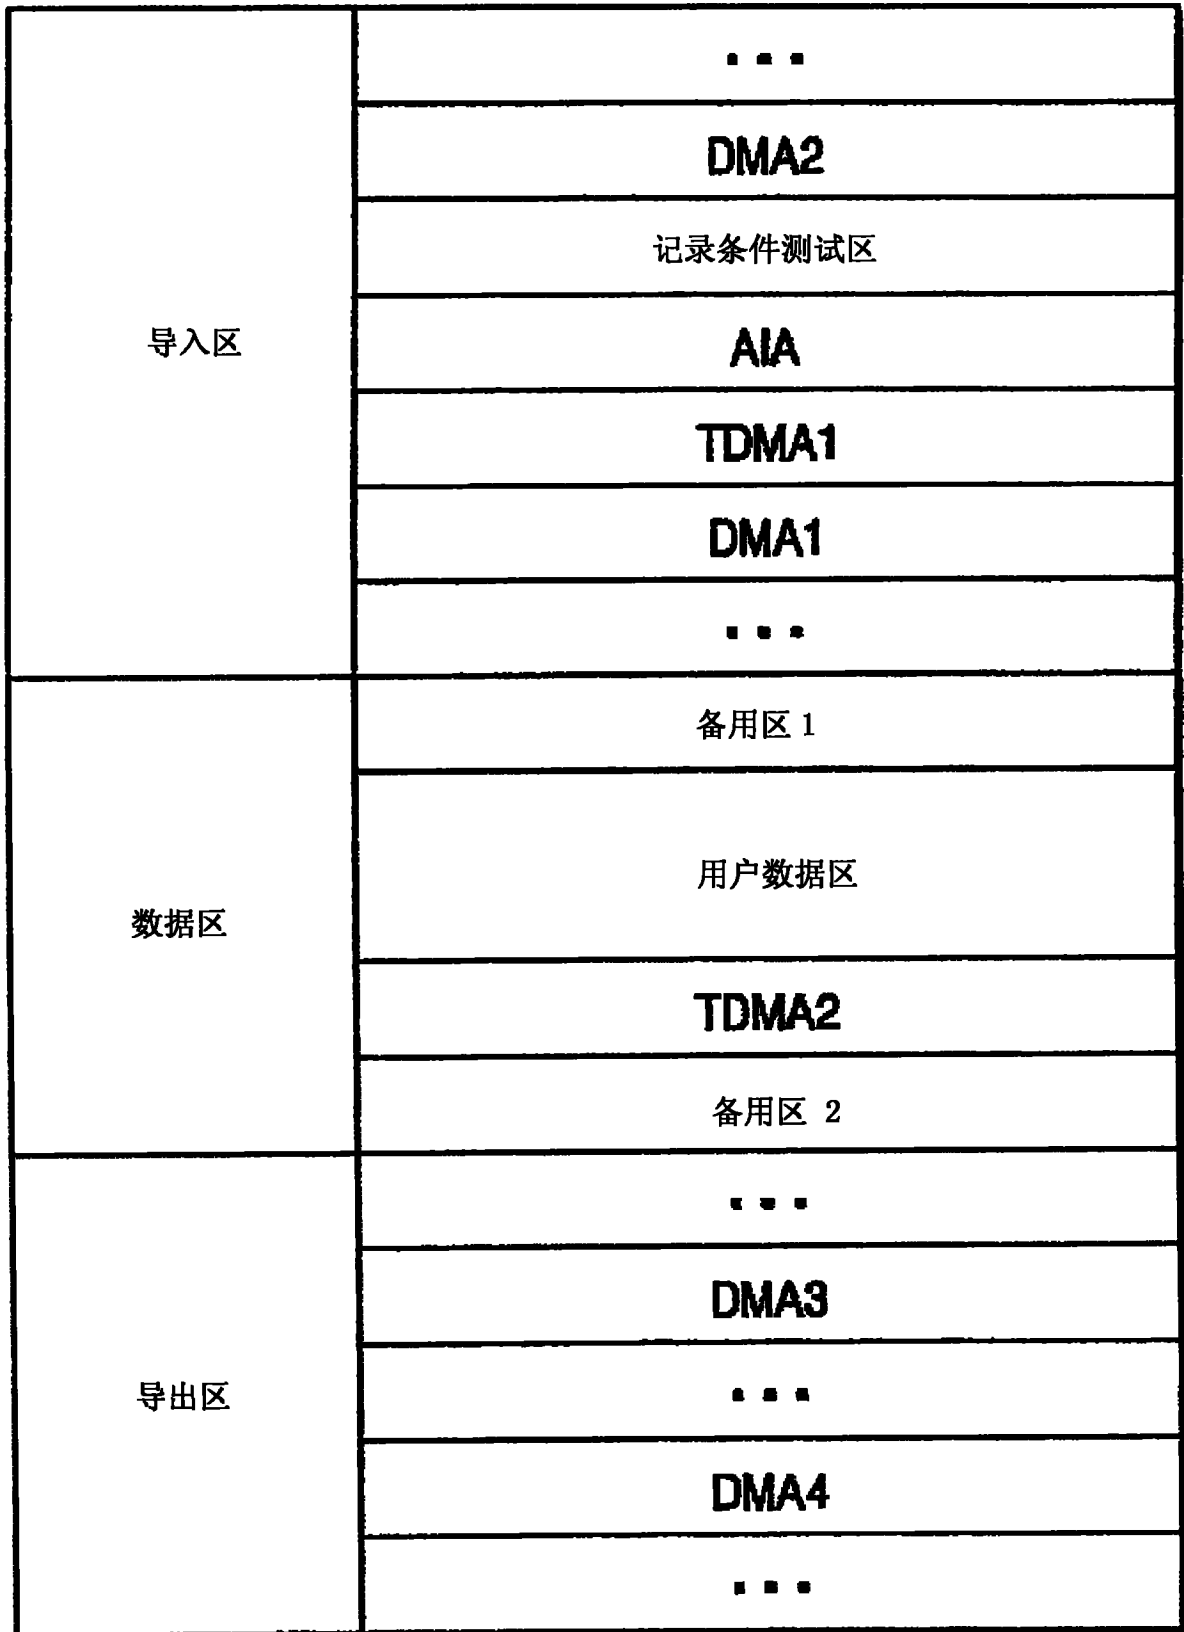 导入区
...
DMA2
记录条件测试区
AIA
TDMA1
DMA1
...
数据区
备用区 1
用户数据区
TDMA2
备用区 2
导出区
...
DMA3
...
DMA4
...